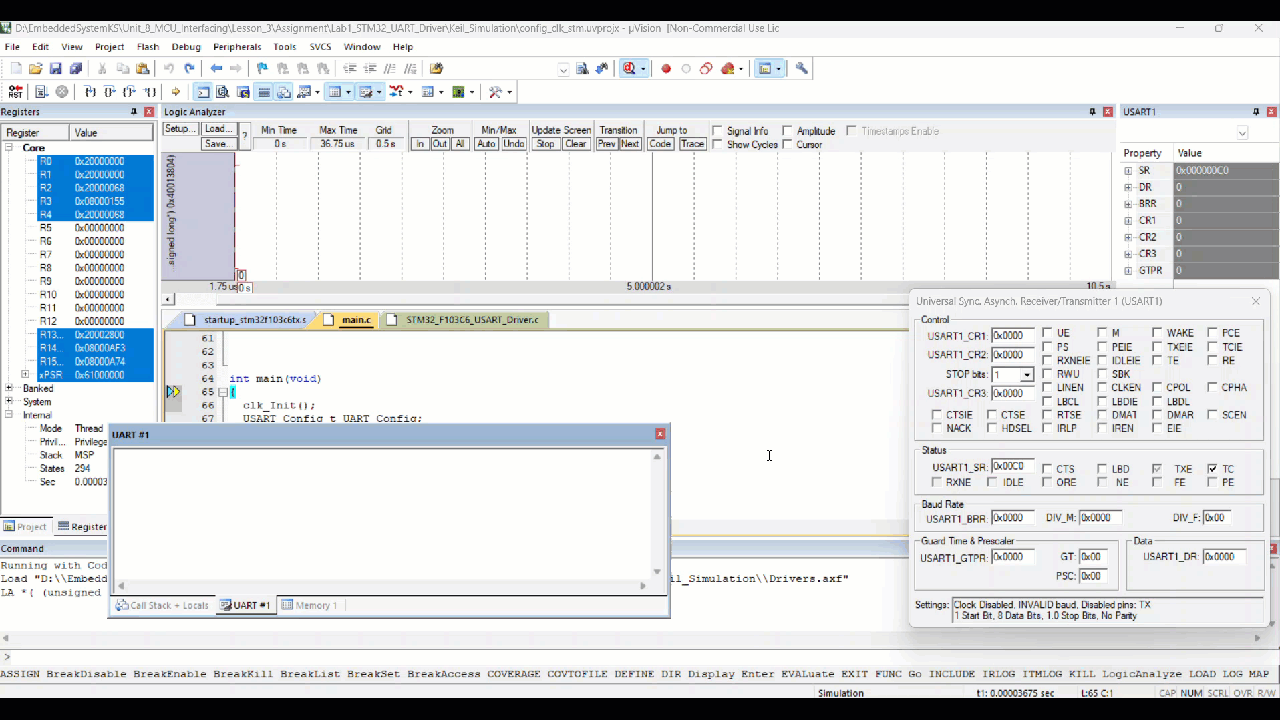 D:\EmbeddedSystemKS\Unit_8_MCU_Interfacing\Lesson_3\Assignment\Lab1_STM32_UART_Driver\Keil_Simulation\config_clk_stm.uvprojx - µVision [Non-Commercial Use Lic
File Edit View Project Flash Debug Peripherals Tools SVCS Window Help
Registers
Register Value
Core
R0 0x20000000
R1 0x20000000
R2 0x20000068
R3 0x08000155
R4 0x20000068
R5 0x00000000
R6 0x00000000
R7 0x00000000
R8 0x00000000
R9 0x00000000
R10 0x00000000
R11 0x00000000
R12 0x00000000
R13... 0x20002800
R14... 0x08000AF3
R15... 0x08000A74
xPSR 0x61000000
Banked
System
Internal
Mode Thread
Privil... Privilege
Stack MSP
States 294
Sec 0.00003
Project Register
Logic Analyzer
Setup... Load... Save... ?
Min Time Max Time Grid Zoom Min/Max Update Screen Transition Jump to Signal Info Amplitude Timestamps Enable
0 s 36.75 us 0.5 s In Out All Auto Undo Stop Clear Prev Next Code Trace Show Cycles Cursor
..signed long*) 0x40013804)
0
1.75 us 0 s 5.000002 s 10.5 s
startup_stm32f103c6tx.s main.c STM32_F103C6_USART_Driver.c
61
62
63
64 int main(void)
65 {
66 clk_Init();
67 USART_Config_t UART_Config;
UART #1
Call Stack + Locals UART #1 Memory 1
USART1
Property Value
SR 0x000000C0
DR 0
BRR 0
CR1 0
CR2 0
CR3 0
GTPR 0
Universal Sync. Asynch. Receiver/Transmitter 1 (USART1)
Control
USART1_CR1: 0x0000 UE M WAKE PCE
PS PEIE TXEIE TCIE
USART1_CR2: 0x0000 RXNEIE IDLEIE TE RE
STOP bits: 1 RWU SBK
USART1_CR3: 0x0000 LINEN CLKEN CPOL CPHA
LBCL LBDIE LBDL
CTSIE CTSE RTSE DMAT DMAR SCEN
NACK HDSEL IRLP IREN EIE
Status
USART1_SR: 0x00C0 CTS LBD TXE TC
RXNE IDLE ORE NE FE PE
Baud Rate
USART1_BRR: 0x0000 DIV_M: 0x0000 DIV_F: 0x00
Guard Time & Prescaler
USART1_GTPR: 0x0000 GT: 0x00
PSC: 0x00
Data
USART1_DR: 0x0000
Settings: Clock Disabled, INVALID baud, Disabled pins: TX
1 Start Bit, 8 Data Bits, 1.0 Stop Bits, No Parity
Command
Running with Cod
Load "D:\\Embedd eil_Simulation\\Drivers.axf"
LA *( (unsigned
>
ASSIGN BreakDisable BreakEnable BreakKill BreakList BreakSet BreakAccess COVERAGE COVTOFILE DEFINE DIR Display Enter EVALuate EXIT FUNC Go INCLUDE IRLOG ITMLOG KILL LogicAnalyze LOAD LOG MAP
Simulation t1: 0.00003675 sec L:65 C:1 CAP NUM SCRL OVR R/W